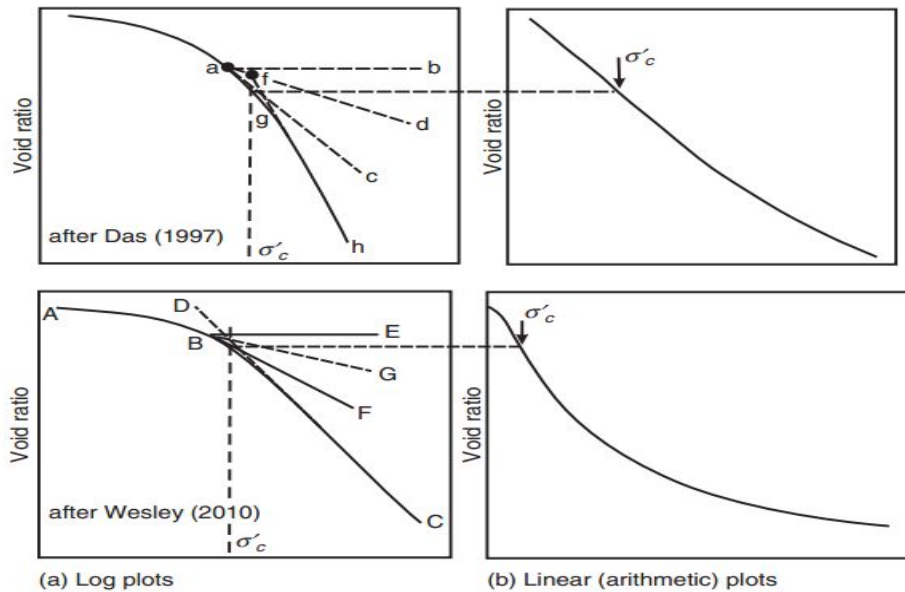 a
b
f
g
d
c
h
Void ratio
after Das (1997)
σ′c
Void ratio
σ′c
A
D
B
E
G
F
C
Void ratio
after Wesley (2010)
σ′c
Void ratio
σ′c
(a) Log plots
(b) Linear (arithmetic) plots